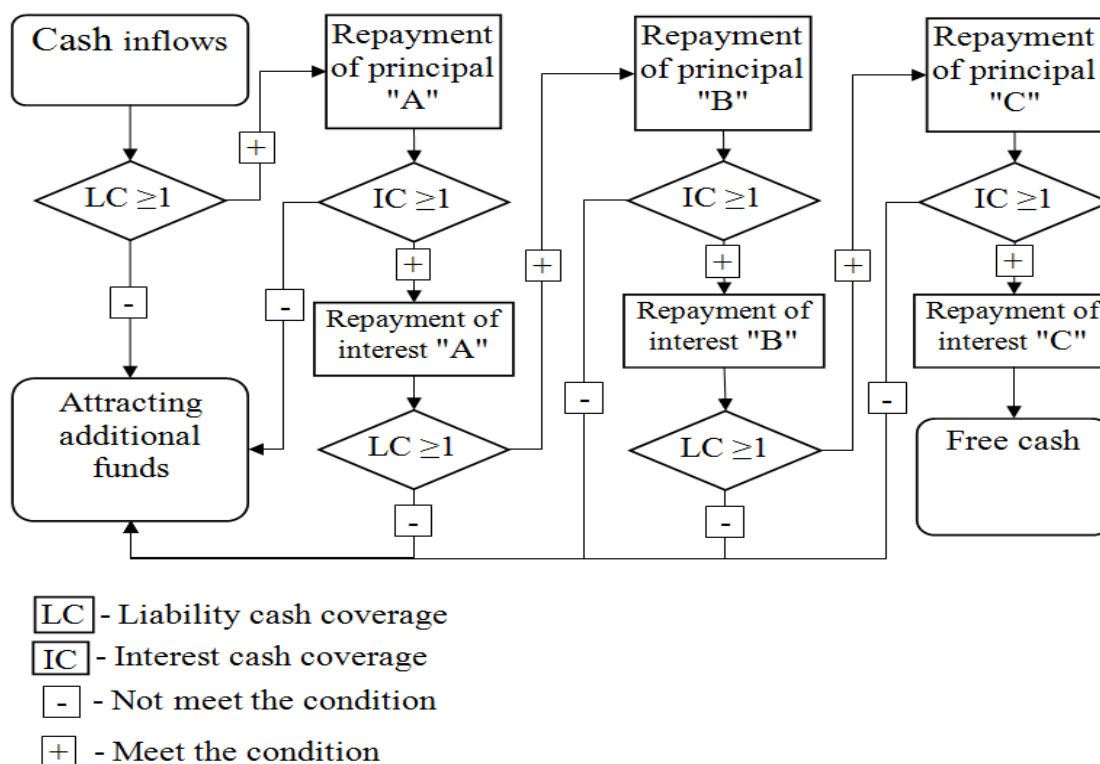 Cash inflows
LC ≥1
-
Attracting
additional
funds
+
Repayment
of principal
"A"
IC ≥1
-
+
Repayment of
interest "A"
LC ≥1
-
+
Repayment
of principal
"B"
IC ≥1
-
+
Repayment of
interest "B"
LC ≥1
-
+
Repayment
of principal
"C"
IC ≥1
-
+
Repayment of
interest "C"
Free cash
LC - Liability cash coverage
IC - Interest cash coverage
- - Not meet the condition
+ - Meet the condition